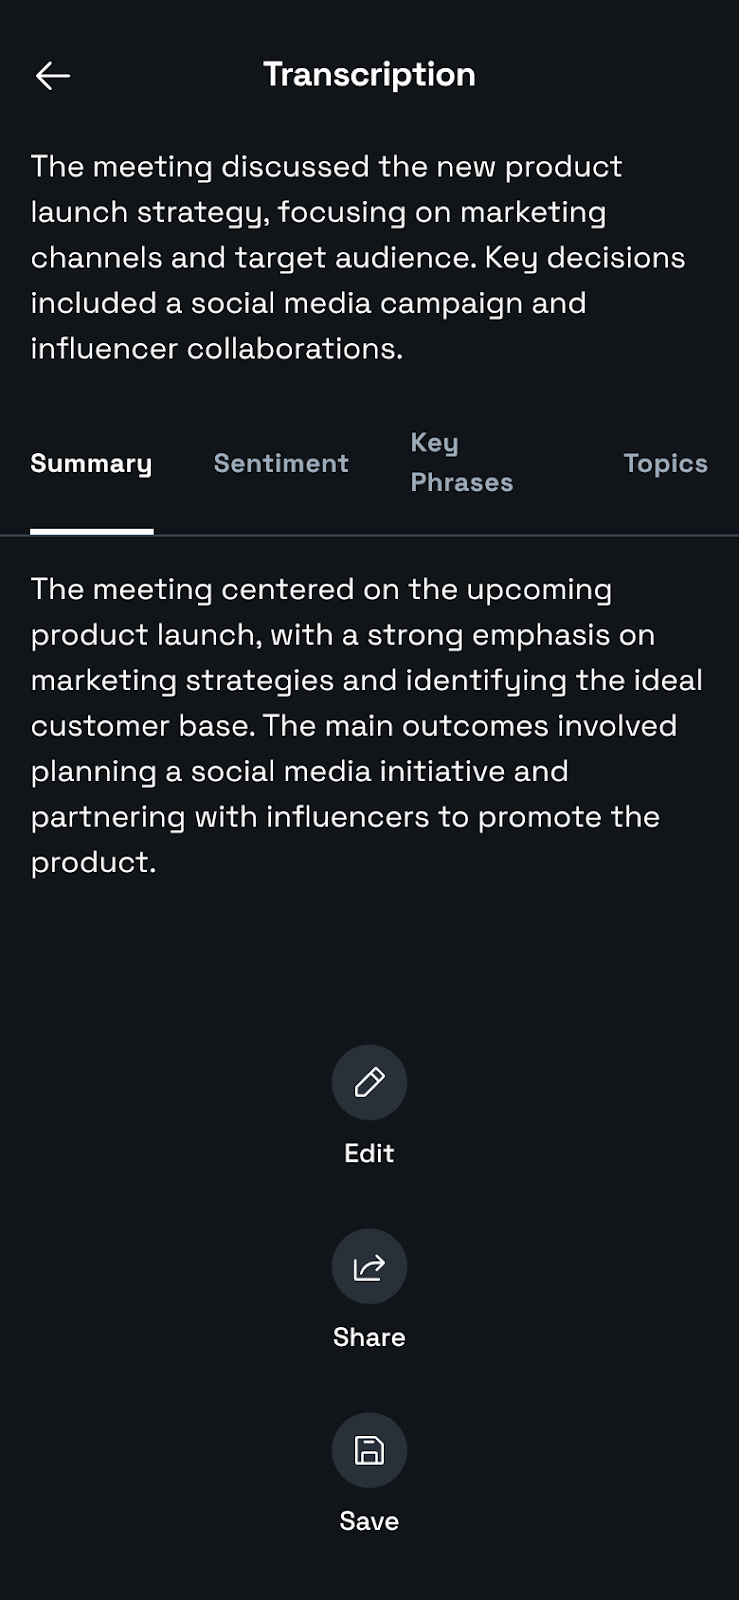 Transcription
The meeting discussed the new product
launch strategy, focusing on marketing
channels and target audience. Key decisions
included a social media campaign and
influencer collaborations.
Summary
Sentiment
Key
Phrases
Topics
The meeting centered on the upcoming
product launch, with a strong emphasis on
marketing strategies and identifying the ideal
customer base. The main outcomes involved
planning a social media initiative and
partnering with influencers to promote the
product.
Edit
Share
Save